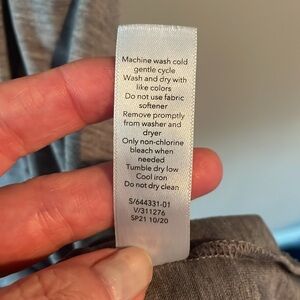 Machine wash cold
gentle cycle
Wash and dry with
like colors
Do not use fabric
softener
Remove promptly
from washer and
dryer
Only non-chlorine
bleach when
needed
Tumble dry low
Cool iron
Do not dry clean
S/644331-01
V/311276
SP21 10/20